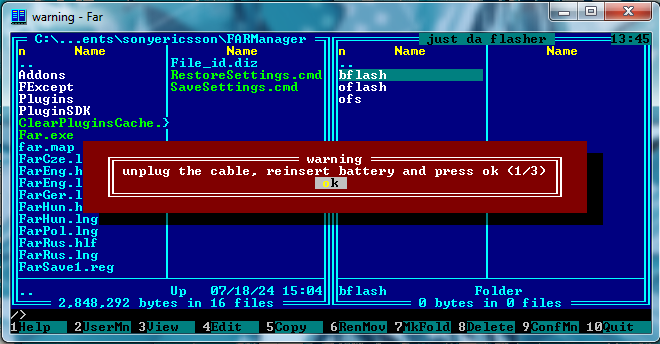 warning - Far
C:\...ents\sonyericsson\FARManager
just da flasher
13:45
n Name Name
n Name Name
.. File_id.diz
..
Addons RestoreSettings.cmd
bflash
FExcept SaveSettings.cmd
oflash
Plugins
ofs
PluginSDK
ClearPluginsCache.>
Far.exe
far.map
FarCze.l
FarEng.h
FarEng.l
FarGer.l
FarHun.h
FarHun.lng
FarPol.lng
FarRus.hlf
FarRus.lng
FarSave1.reg
warning
unplug the cable, reinsert battery and press ok (1/3)
ok
.. Up 07/18/24 15:04
bflash Folder
2,848,292 bytes in 16 files
0 bytes in 0 files
/>
1Help 2UserMn 3View 4Edit 5Copy 6RenMov 7MkFold 8Delete 9ConfMn 10Quit